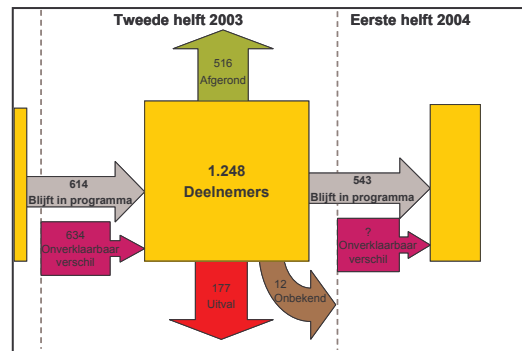 Tweede helft 2003
Eerste helft 2004
516
Afgerond
1.248
Deelnemers
614
Blijft in programma
543
Blijft in programma
634
Onverklaarbaar
verschil
?
Onverklaarbaar
verschil
177
Uitval
12
Onbekend